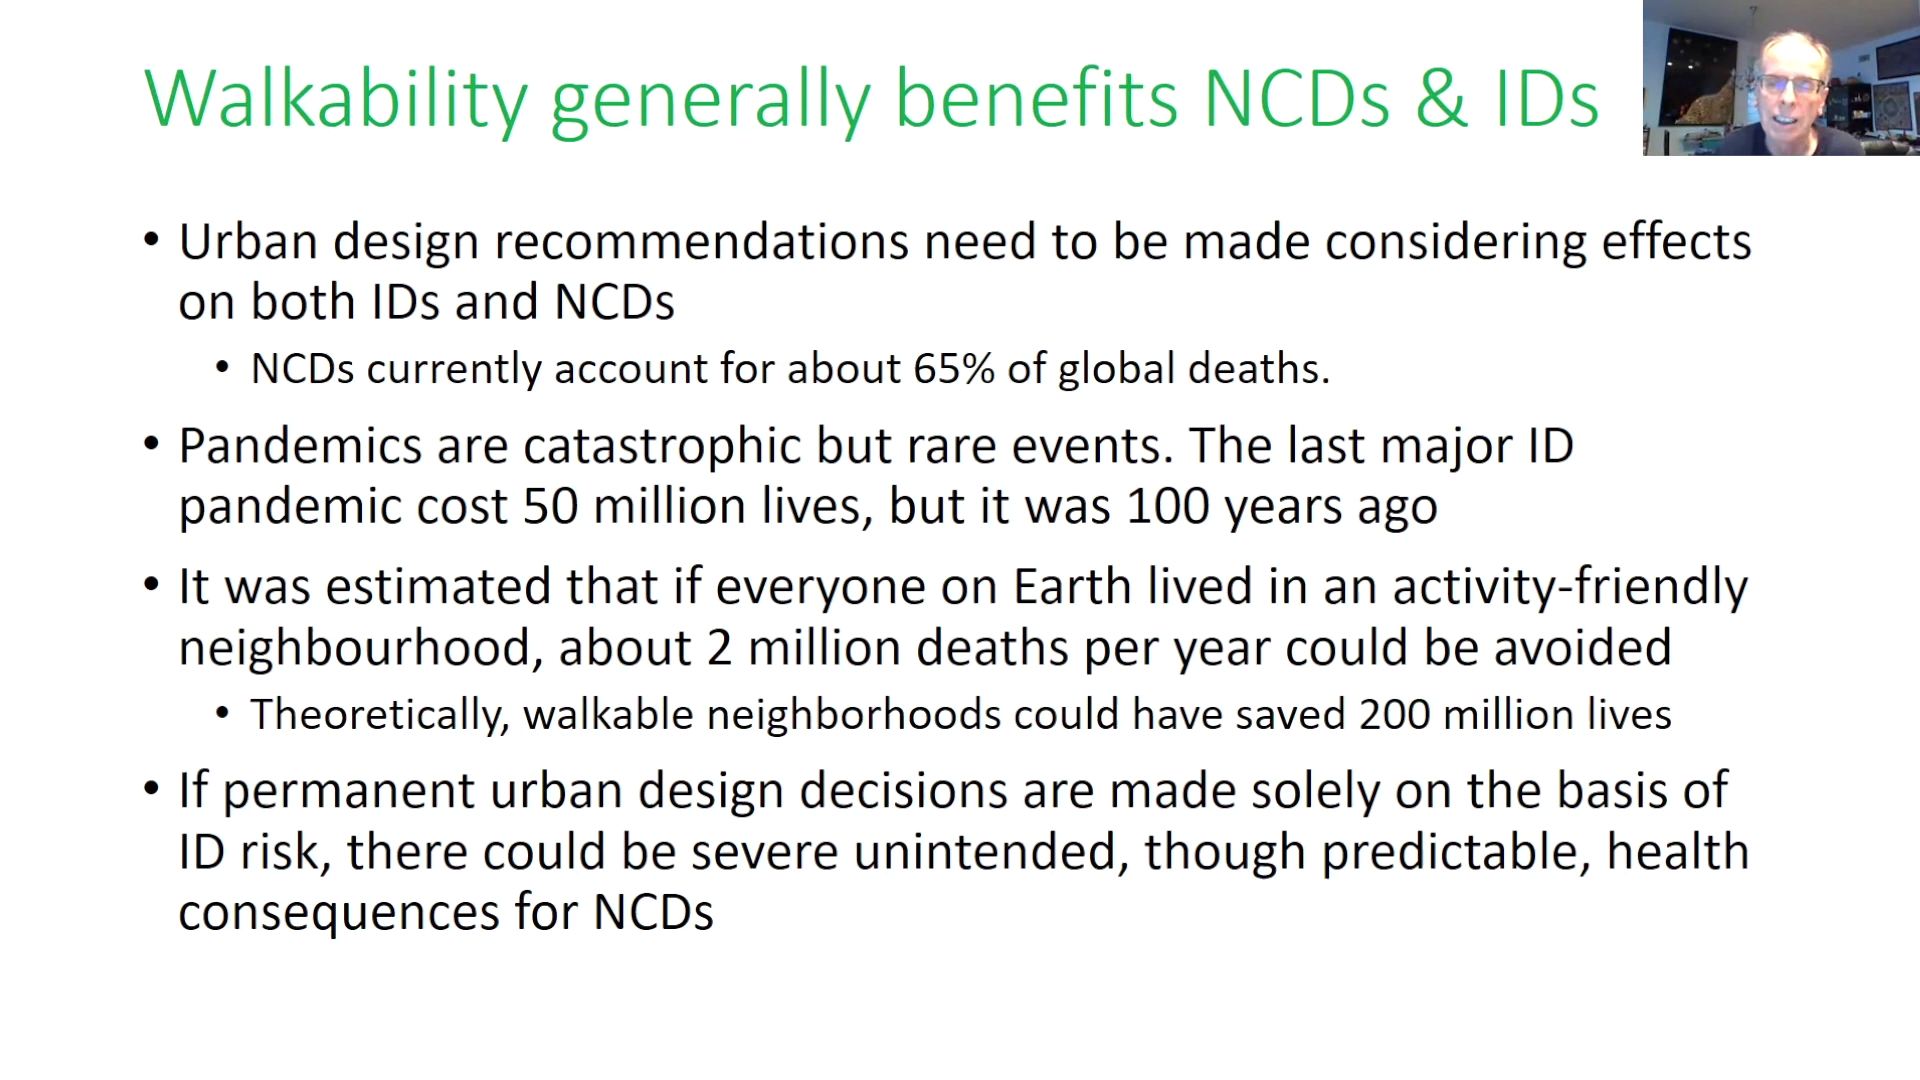 Walkability generally benefits NCDs & IDs
• Urban design recommendations need to be made considering effects
on both IDs and NCDs
• NCDs currently account for about 65% of global deaths.
• Pandemics are catastrophic but rare events. The last major ID
pandemic cost 50 million lives, but it was 100 years ago
• It was estimated that if everyone on Earth lived in an activity-friendly
neighbourhood, about 2 million deaths per year could be avoided
• Theoretically, walkable neighborhoods could have saved 200 million lives
• If permanent urban design decisions are made solely on the basis of
ID risk, there could be severe unintended, though predictable, health
consequences for NCDs